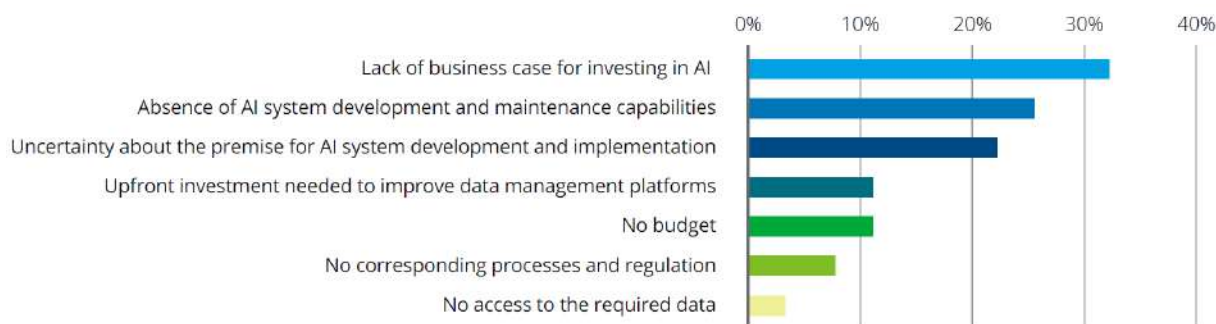 0% 10% 20% 30% 40%
Lack of business case for investing in AI
Absence of AI system development and maintenance capabilities
Uncertainty about the premise for AI system development and implementation
Upfront investment needed to improve data management platforms
No budget
No corresponding processes and regulation
No access to the required data